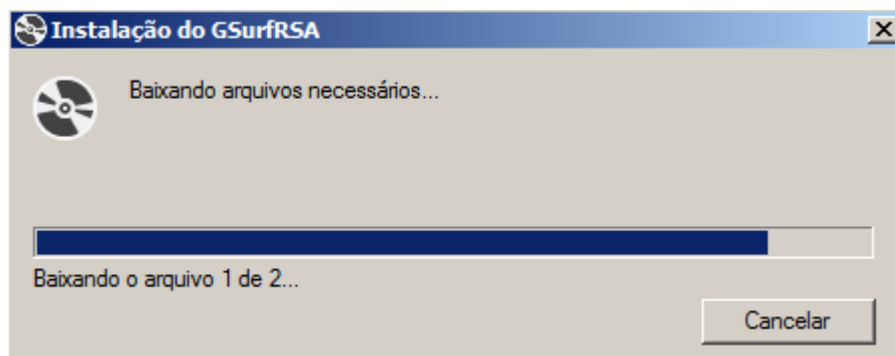 Instalação do GSurfRSA
Baixando arquivos necessários...
Baixando o arquivo 1 de 2...
Cancelar